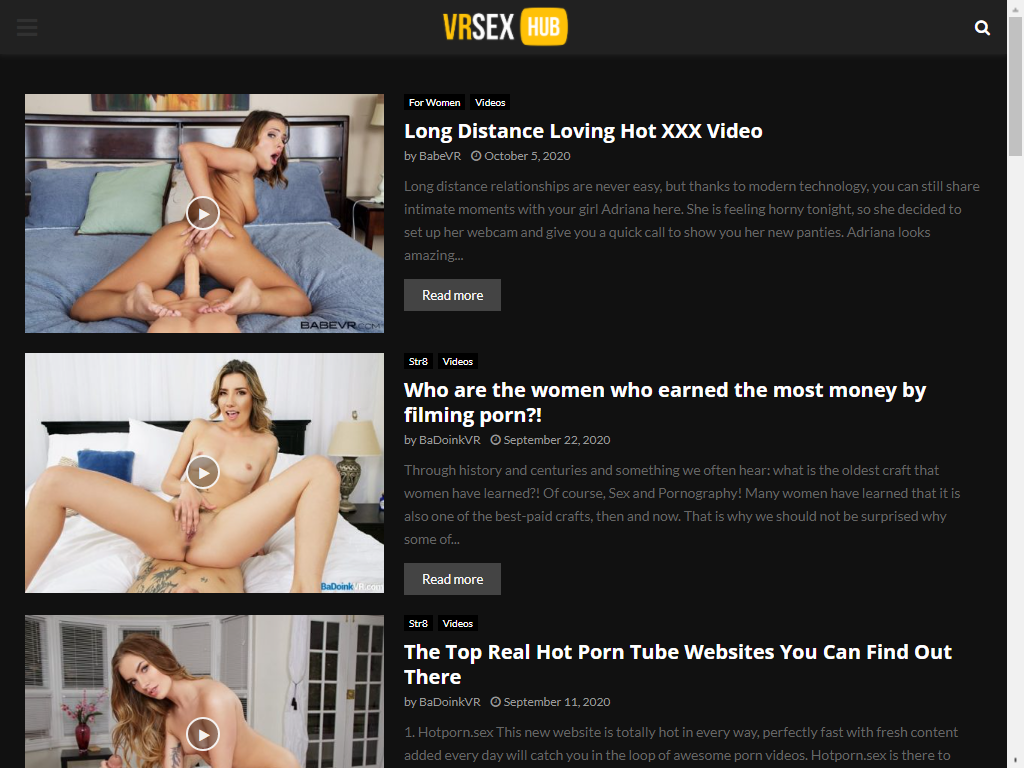 VRSEX HUB
For Women Videos
Long Distance Loving Hot XXX Video
by BabeVR October 5, 2020
Long distance relationships are never easy, but thanks to modern technology, you can still share
intimate moments with your girl Adriana here. She is feeling horny tonight, so she decided to
set up her webcam and give you a quick call to show you her new panties. Adriana looks
amazing...
Read more
BABEVR.COM
Str8 Videos
Who are the women who earned the most money by
filming porn?!
by BaDoinkVR September 22, 2020
Through history and centuries and something we often hear: what is the oldest craft that
women have learned?! Of course, Sex and Pornography! Many women have learned that it is
also one of the best-paid crafts, then and now. That is why we should not be surprised why
some of...
Read more
BaDoinkVR.com
Str8 Videos
The Top Real Hot Porn Tube Websites You Can Find Out
There
by BaDoinkVR September 11, 2020
1. Hotporn.sex This new website is totally hot in every way, perfectly fast with fresh content
added every day will catch you in the loop of awesome porn videos. Hotporn.sex is there to